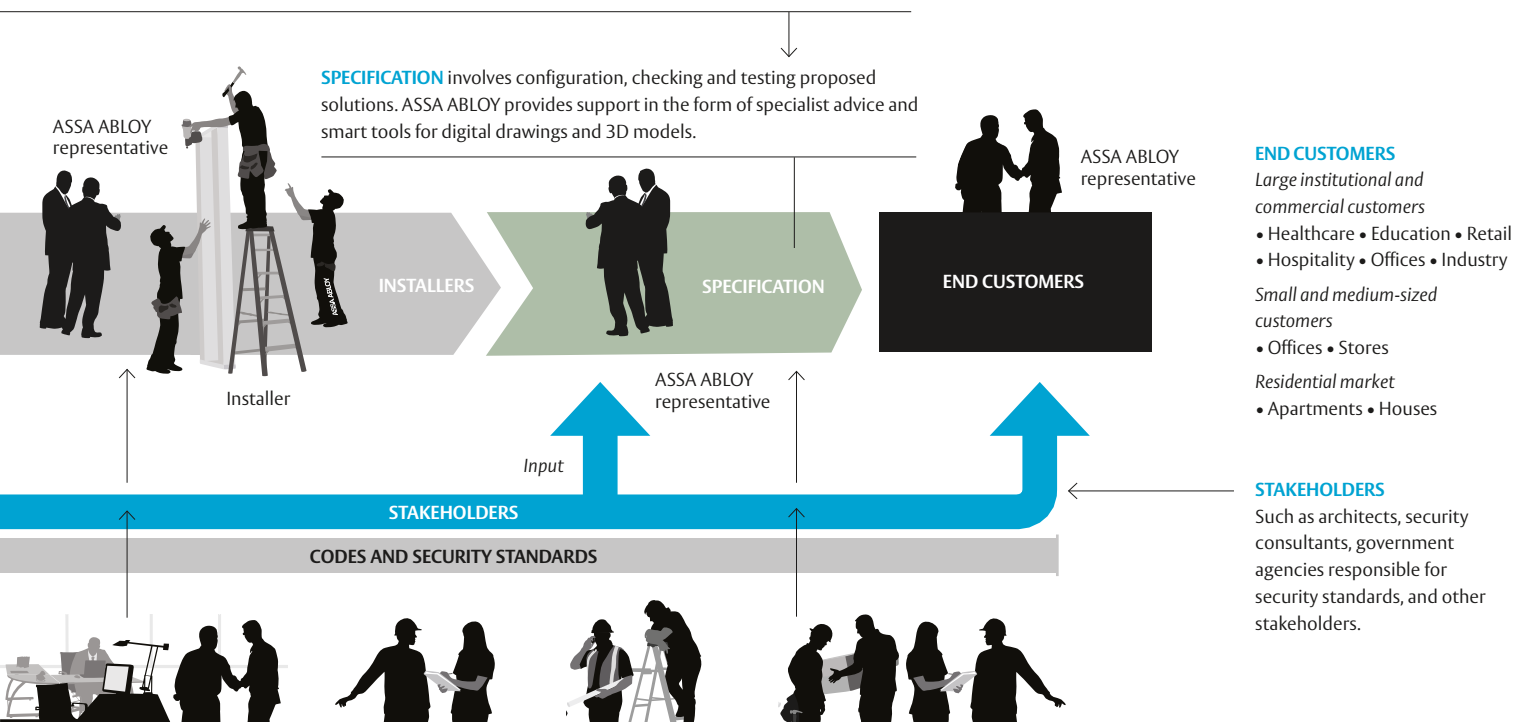 SPECIFICATION involves configuration, checking and testing proposed
solutions. ASSA ABLOY provides support in the form of specialist advice and
smart tools for digital drawings and 3D models.
ASSA ABLOY
representative
ASSA ABLOY
representative
INSTALLERS
ASSA ABLOY
SPECIFICATION
END CUSTOMERS
Installer
ASSA ABLOY
representative
Input
STAKEHOLDERS
CODES AND SECURITY STANDARDS
END CUSTOMERS
Large institutional and
commercial customers
• Healthcare • Education • Retail
• Hospitality • Offices • Industry
Small and medium-sized
customers
• Offices • Stores
Residential market
• Apartments • Houses
STAKEHOLDERS
Such as architects, security
consultants, government
agencies responsible for
security standards, and other
stakeholders.